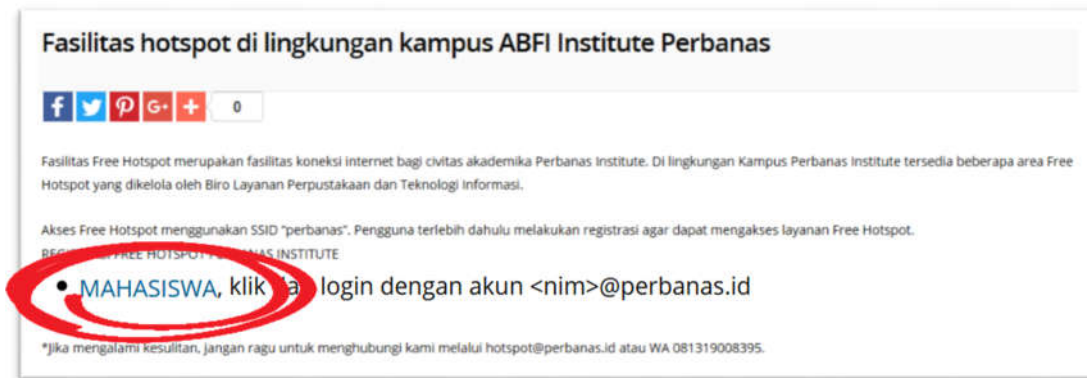 Fasilitas hotspot di lingkungan kampus ABFI Institute Perbanas
f G+ + 0
Fasilitas Free Hotspot merupakan fasilitas koneksi internet bagi civitas akademika Perbanas Institute. Di lingkungan Kampus Perbanas Institute tersedia beberapa area Free
Hotspot yang dikelola oleh Biro Layanan Perpustakaan dan Teknologi Informasi.
Akses Free Hotspot menggunakan SSID "perbanas". Pengguna terlebih dahulu melakukan registrasi agar dapat mengakses layanan Free Hotspot.
FREE HOTSPOT INSTITUTE
• MAHASISWA, klik login dengan akun <nim>@perbanas.id
*Jika mengalami kesulitan, jangan ragu untuk menghubungi kami melalui hotspot@perbanas.id atau WA 081319008395.